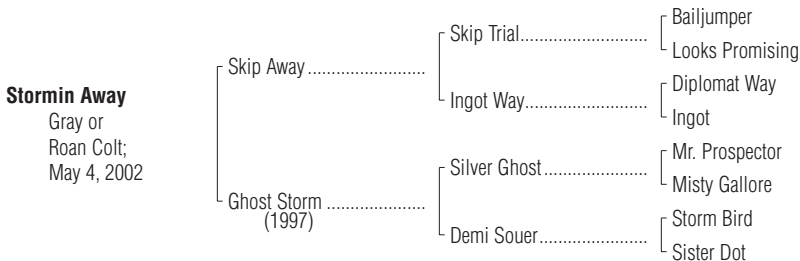 Stormin Away
Gray or
Roan Colt;
May 4, 2002
Skip Away
Ghost Storm
(1997)
Skip Trial
Ingot Way
Silver Ghost
Demi Souer
Bailjumper
Looks Promising
Diplomat Way
Ingot
Mr. Prospector
Misty Gallore
Storm Bird
Sister Dot